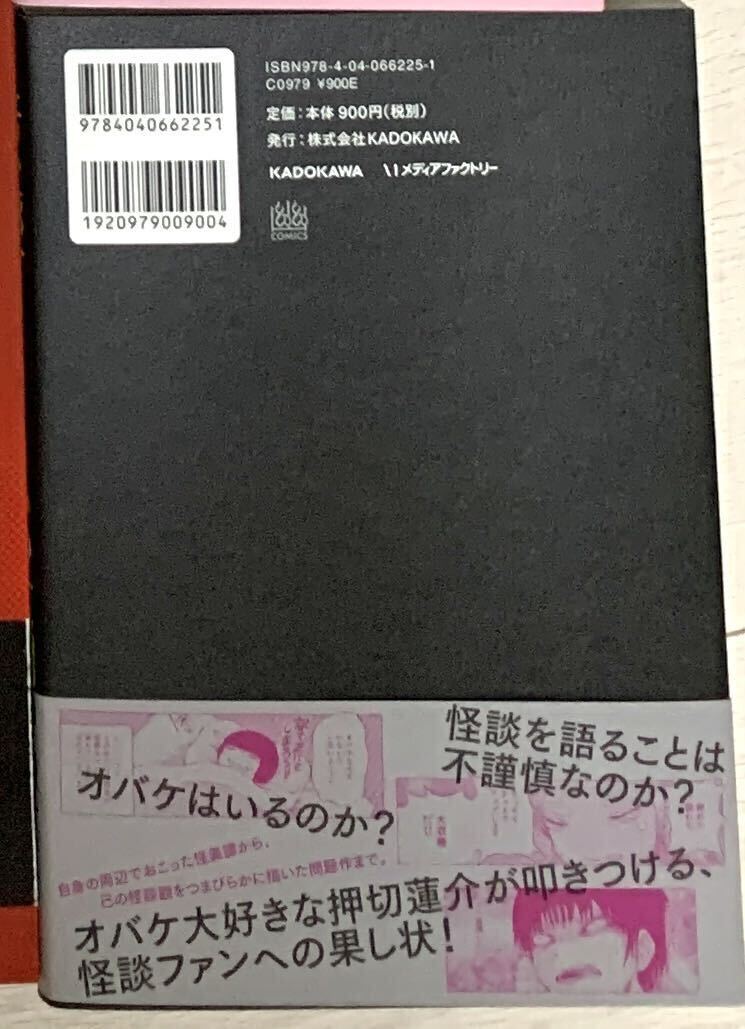 9784040662251
1920979009004
ISBN978-4-04-066225-1
C0979 ¥900E
定価：本体900円（税別）
発行：株式会社KADOKAWA
KADOKAWA メディアファクトリー
COMICS
怪談を語ることは
不謹慎なのか？
オバケはいるのか？
自身の周辺でおこった怪異譚から、
己の怪談観をつまびらかに描いた問題作まで。
オバケ大好きな押切蓮介が叩きつける、
怪談ファンへの果し状！